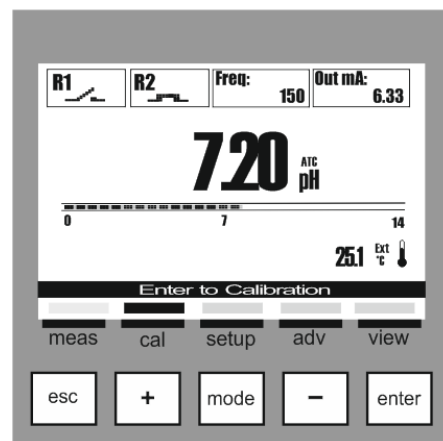 R1 R2 Freq: 150 Out mA: 6.33
7.20 ATC pH
0 7 14
25.1 Ext °C
Enter to Calibration
meas cal setup adv view
esc + mode − enter